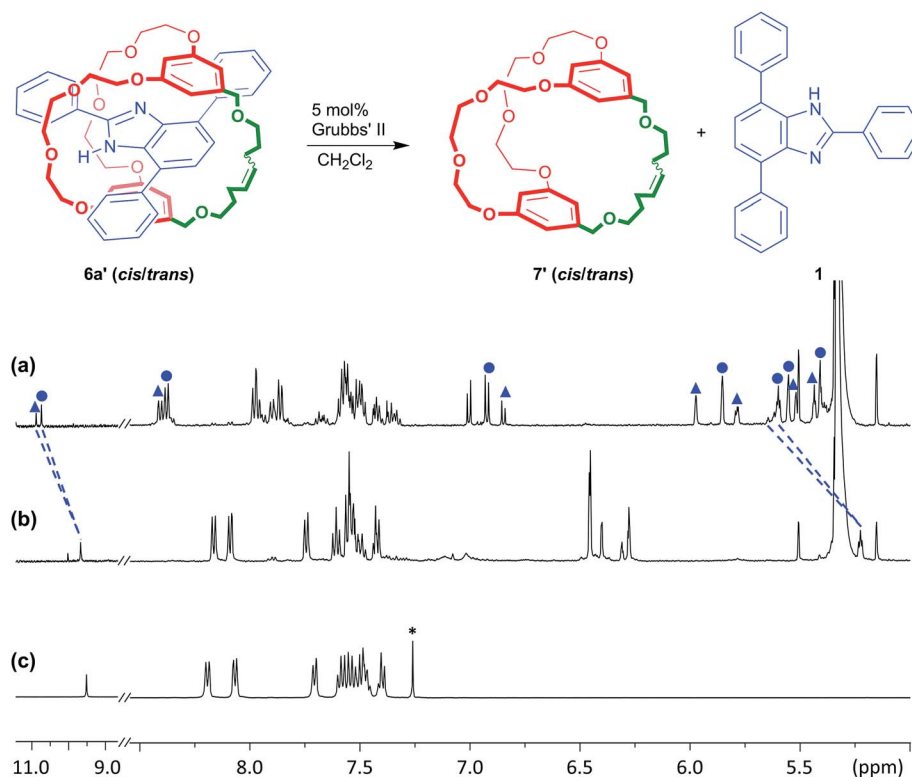 O
O
O
O
O
O
O
O
N
N
H
5 mol%
Grubbs' II
CH2Cl2
O
O
O
O
O
O
O
O
+
H
N
N
6a' (cis/trans)
7' (cis/trans)
1
(a)
(b)
(c)
*
11.0 9.0 8.0 7.5 7.0 6.5 6.0 5.5 (ppm)